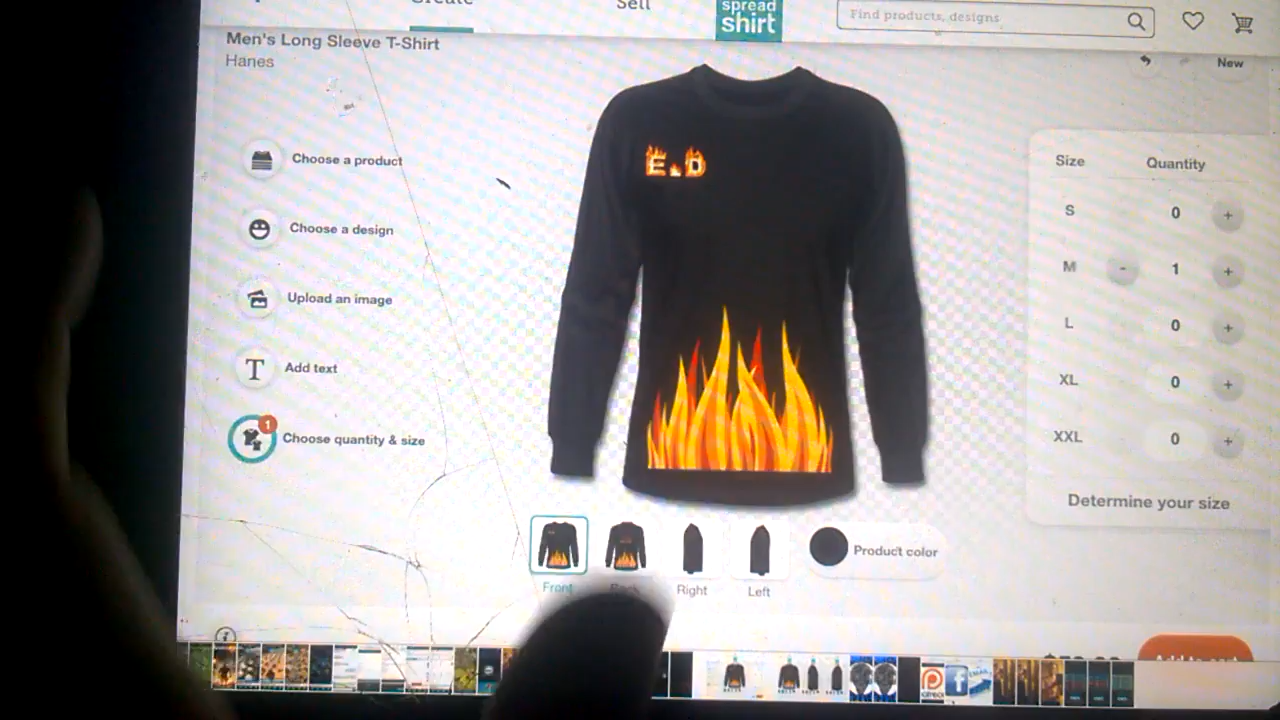 Create
Sell
spread
shirt
Find products, designs
Men's Long Sleeve T-Shirt
Hanes
New
Choose a product
Choose a design
Upload an image
T Add text
1
Choose quantity & size
E.D
Size Quantity
S 0 +
M - 1 +
L 0 +
XL 0 +
XXL 0 +
Determine your size
Product color
Front
Back
Right
Left
i